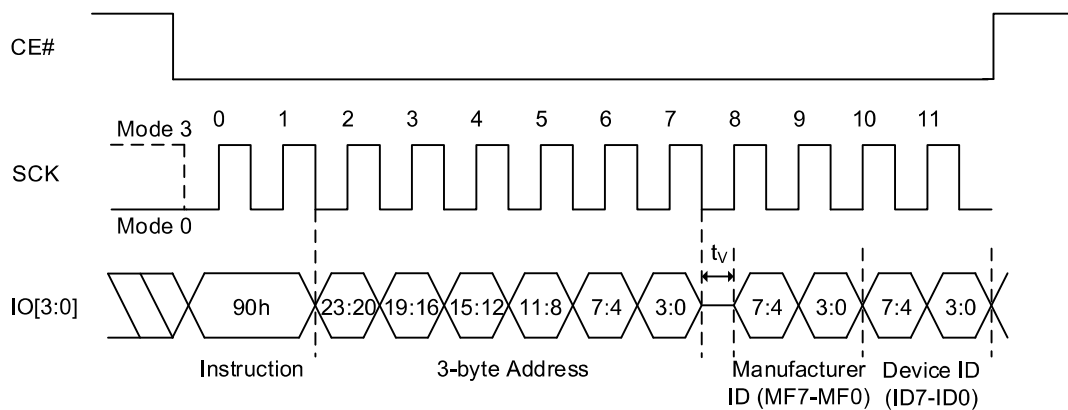 CE#
0 1 2 3 4 5 6 7 8 9 10 11
Mode 3
SCK
Mode 0
tV
IO[3:0] 90h 23:20 19:16 15:12 11:8 7:4 3:0 7:4 3:0 7:4 3:0
Instruction 3-byte Address Manufacturer Device ID
ID (MF7-MF0) (ID7-ID0)